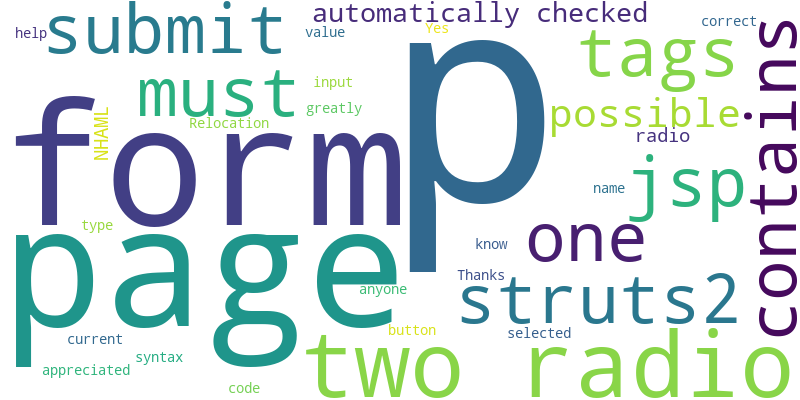 automatically checked
submit
help
value
Yes
correct
tags
contains
must
input
possible
greatly
Relocation
NHAML
form
p
radio
jsp
name
type
one
know
page
Thanks
struts2
anyone
button
selected
current
syntax
appreciated
code
two radio